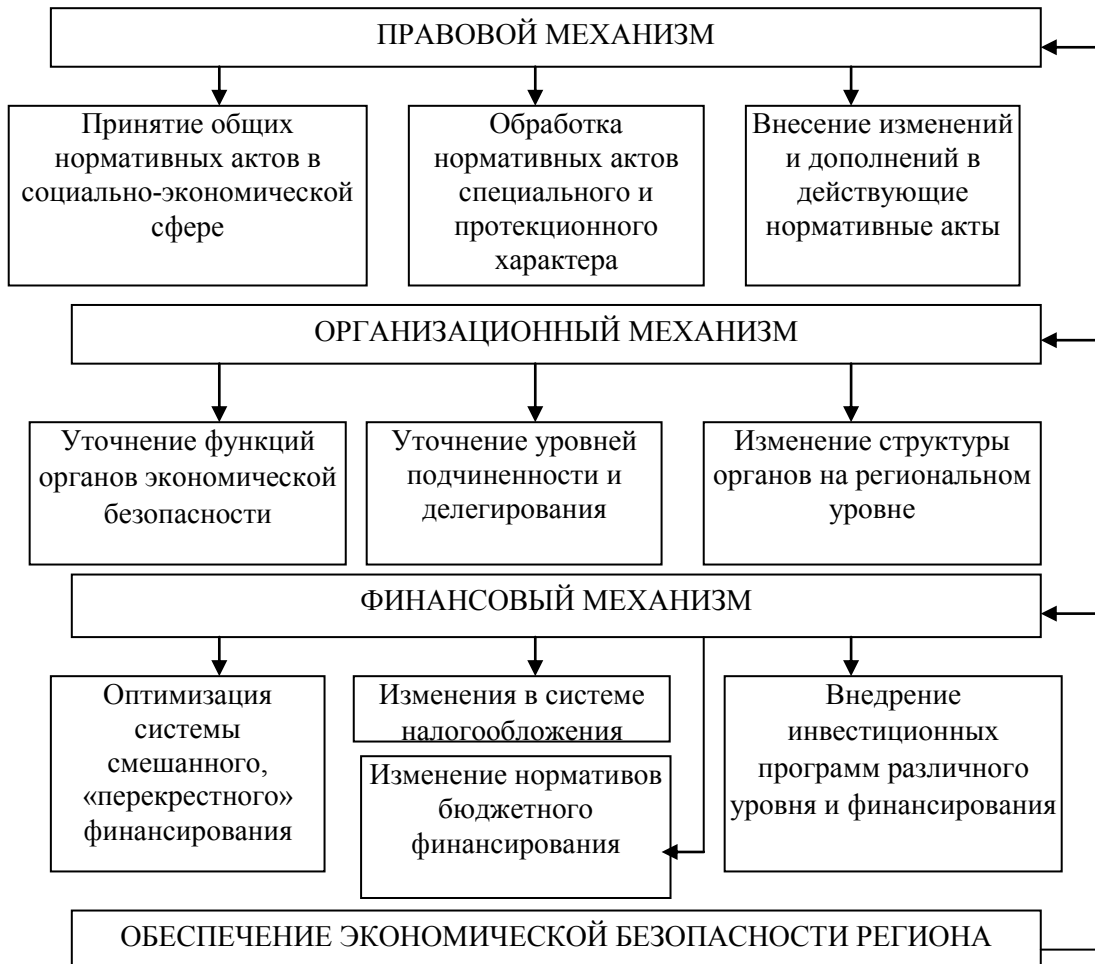 ПРАВОВОЙ МЕХАНИЗМ
Принятие общих
нормативных актов в
социально-экономической
сфере
Обработка
нормативных актов
специального и
протекционного
характера
Внесение изменений
и дополнений в
действующие
нормативные акты
ОРГАНИЗАЦИОННЫЙ МЕХАНИЗМ
Уточнение функций
органов экономической
безопасности
Уточнение уровней
подчиненности и
делегирования
Изменение структуры
органов на региональном
уровне
ФИНАНСОВЫЙ МЕХАНИЗМ
Оптимизация
системы
смешанного,
«перекрестного»
финансирования
Изменения в системе
налогообложения
Изменение нормативов
бюджетного
финансирования
Внедрение
инвестиционных
программ различного
уровня и финансирования
ОБЕСПЕЧЕНИЕ ЭКОНОМИЧЕСКОЙ БЕЗОПАСНОСТИ РЕГИОНА